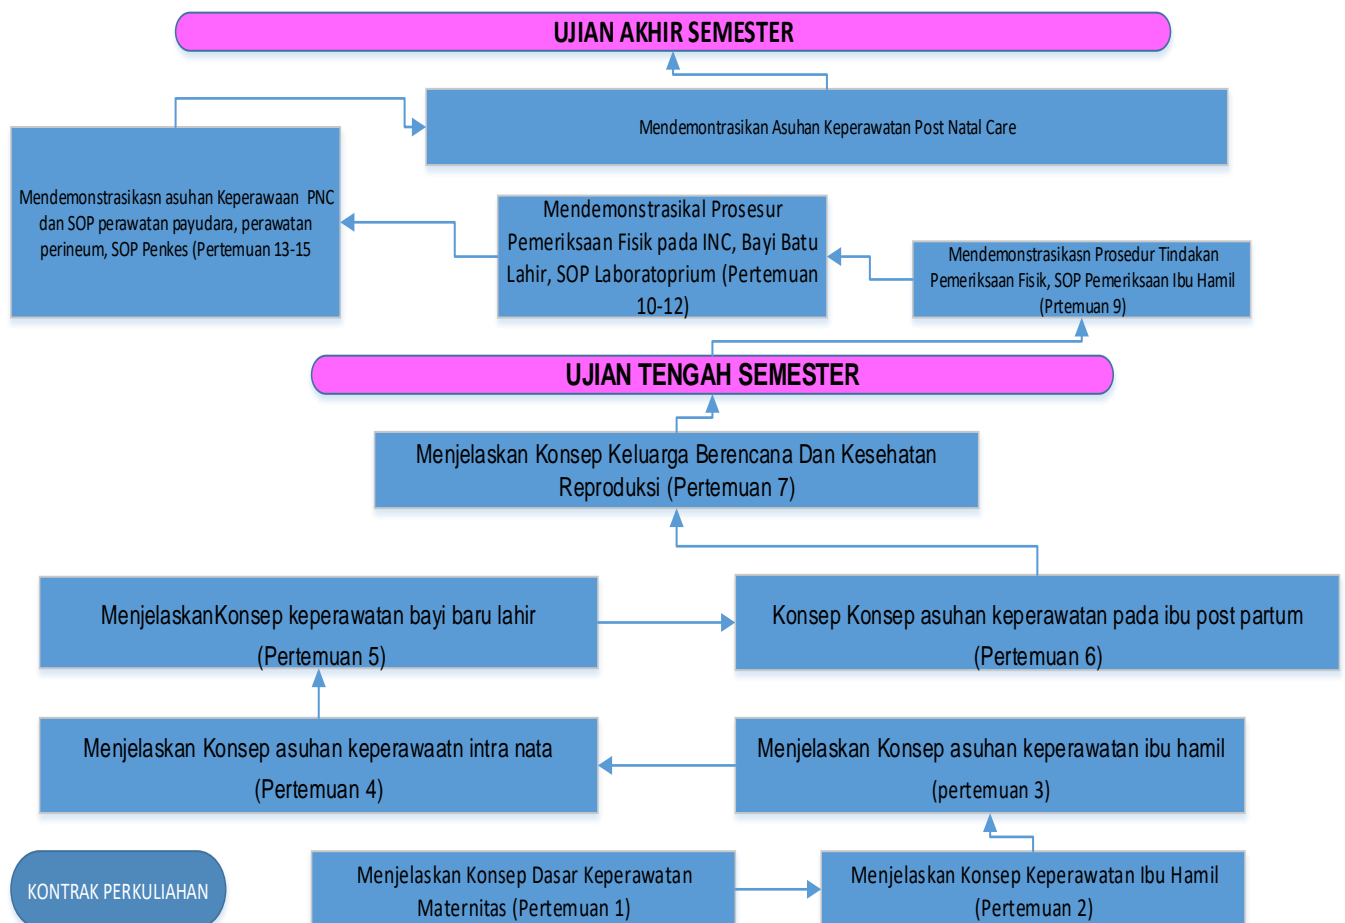 UJIAN AKHIR SEMESTER
Mendemontrasikan Asuhan Keperawatan Post Natal Care
Mendemonstrasikasn asuhan Keperawaan PNC
dan SOP perawatan payudara, perawatan
perineum, SOP Penkes (Pertemuan 13-15
Mendemonstrasikal Prosesur
Pemeriksaan Fisik pada INC, Bayi Batu
Lahir, SOP Laboratoprium (Pertemuan
10-12)
Mendemonstrasikasn Prosedur Tindakan
Pemeriksaan Fisik, SOP Pemeriksaan Ibu Hamil
(Prtemuan 9)
UJIAN TENGAH SEMESTER
Menjelaskan Konsep Keluarga Berencana Dan Kesehatan
Reproduksi (Pertemuan 7)
MenjelaskanKonsep keperawatan bayi baru lahir
(Pertemuan 5)
Konsep Konsep asuhan keperawatan pada ibu post partum
(Pertemuan 6)
Menjelaskan Konsep asuhan keperawaatn intra nata
(Pertemuan 4)
Menjelaskan Konsep asuhan keperawatan ibu hamil
(pertemuan 3)
KONTRAK PERKULIAHAN
Menjelaskan Konsep Dasar Keperawatan
Maternitas (Pertemuan 1)
Menjelaskan Konsep Keperawatan Ibu Hamil
(Pertemuan 2)